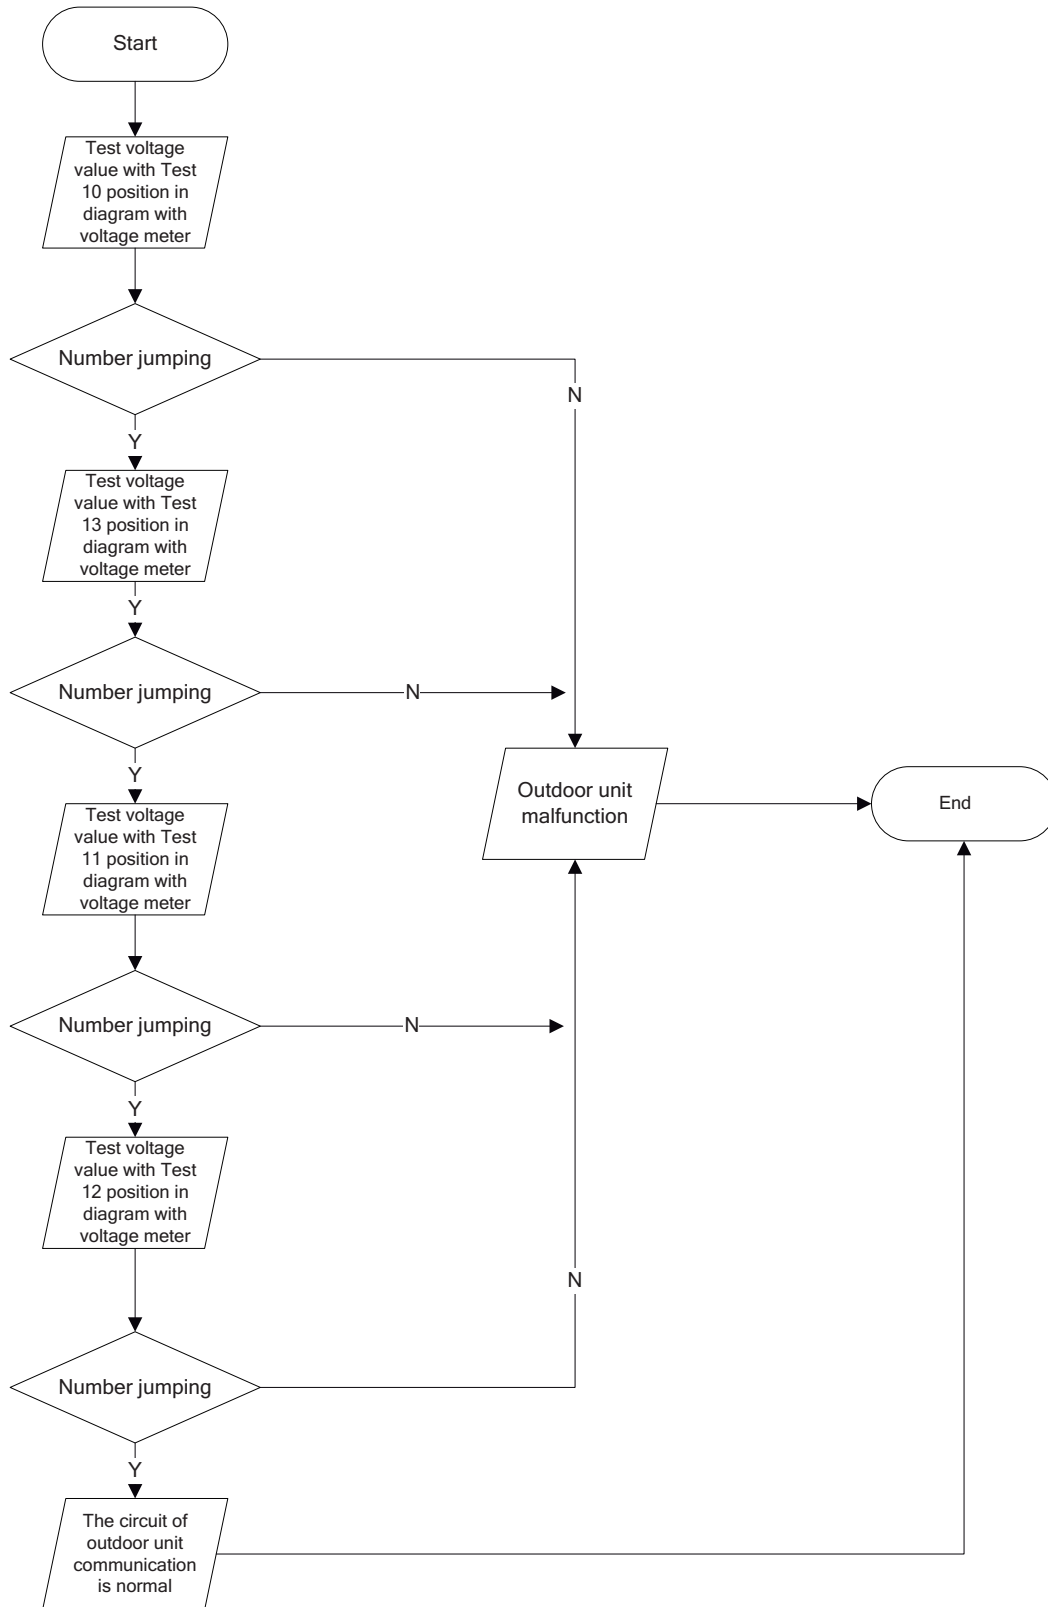 Start
Test voltage
value with Test
10 position in
diagram with
voltage meter
Number jumping
N
Y
Test voltage
value with Test
13 position in
diagram with
voltage meter
Y
Number jumping
N
Y
Outdoor unit
malfunction
End
Test voltage
value with Test
11 position in
diagram with
voltage meter
Number jumping
N
Y
Test voltage
value with Test
12 position in
diagram with
voltage meter
N
Number jumping
Y
The circuit of
outdoor unit
communication
is normal